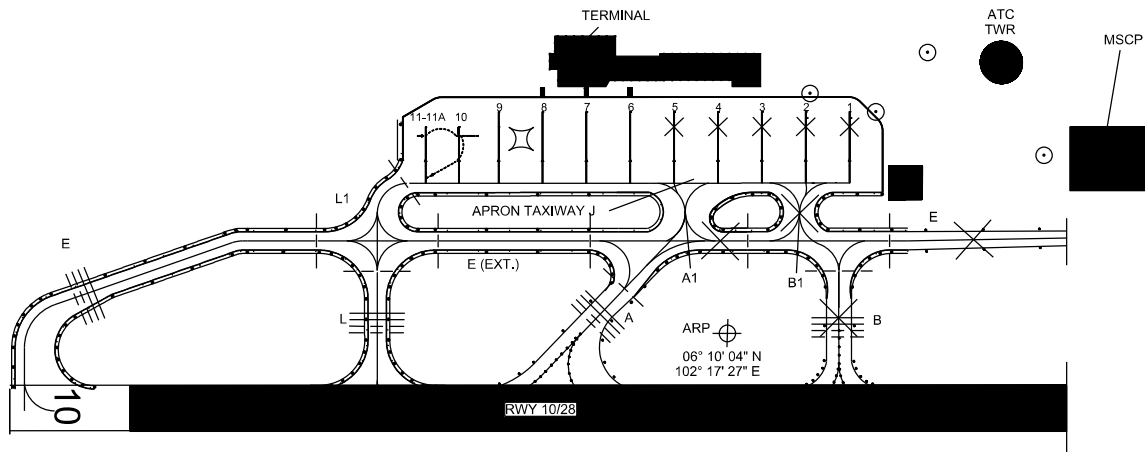 TERMINAL
ATC
TWR
MSCP
11-11A 10 9 8 7 6 5 4 3 2 1
L1
APRON TAXIWAY J
E
E
E (EXT.)
A1
B1
L
A
B
ARP
06° 10' 04" N
102° 17' 27" E
10
RWY 10/28